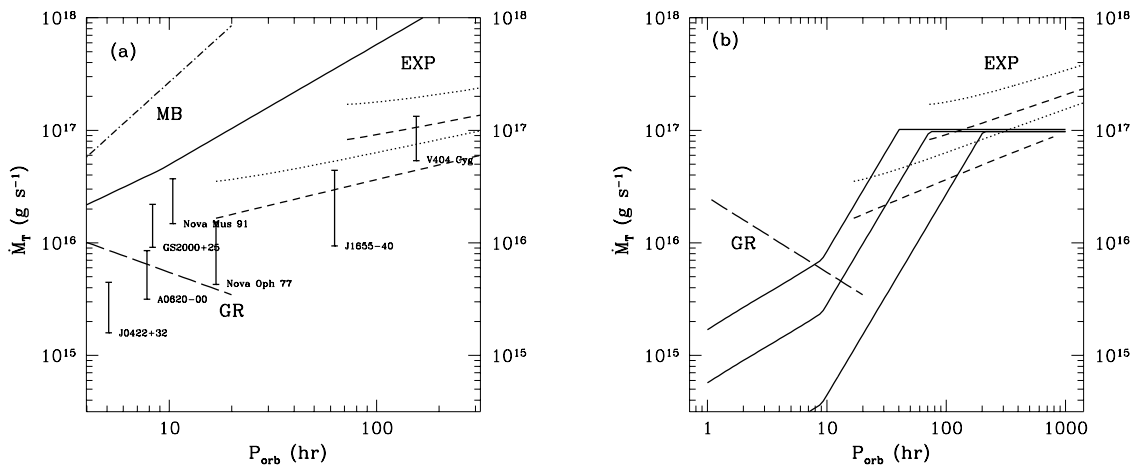 10¹⁸
10¹⁷
10¹⁶
10¹⁵
Ṁ_T (g s⁻¹)
(a)
MB
EXP
V404 Cyg
Nova Mus 91
GS2000+25
J1655-40
A0620-00
Nova Oph 77
GR
J0422+32
10¹⁸
10¹⁷
10¹⁶
10¹⁵
10
100
P_orb (hr)
10¹⁸
10¹⁷
10¹⁶
10¹⁵
Ṁ_T (g s⁻¹)
(b)
EXP
GR
10¹⁸
10¹⁷
10¹⁶
10¹⁵
1
10
100
1000
P_orb (hr)